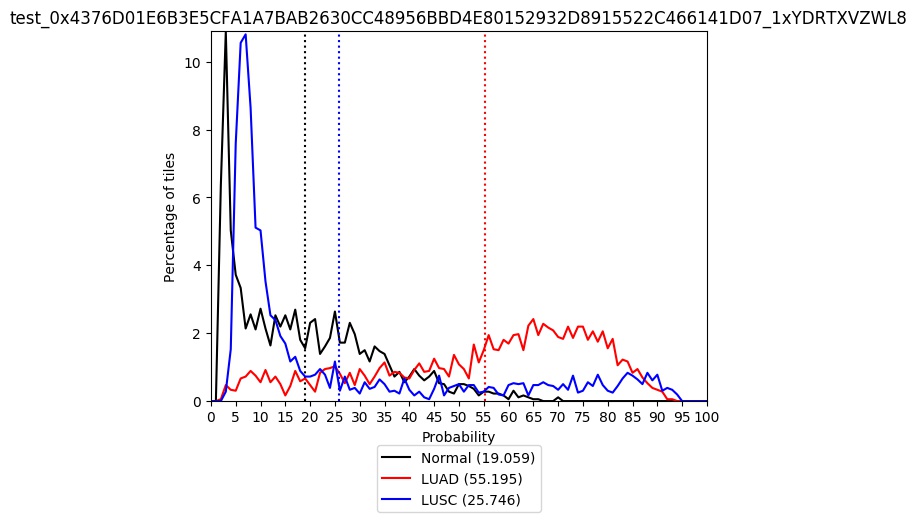 test_0x4376D01E6B3E5CFA1A7BAB2630CC48956BBD4E80152932D8915522C466141D07_1xYDRTXVZWL8
10
8
6
4
2
0
Percentage of tiles
0 5 10 15 20 25 30 35 40 45 50 55 60 65 70 75 80 85 90 95 100
Probability
Normal (19.059)
LUAD (55.195)
LUSC (25.746)